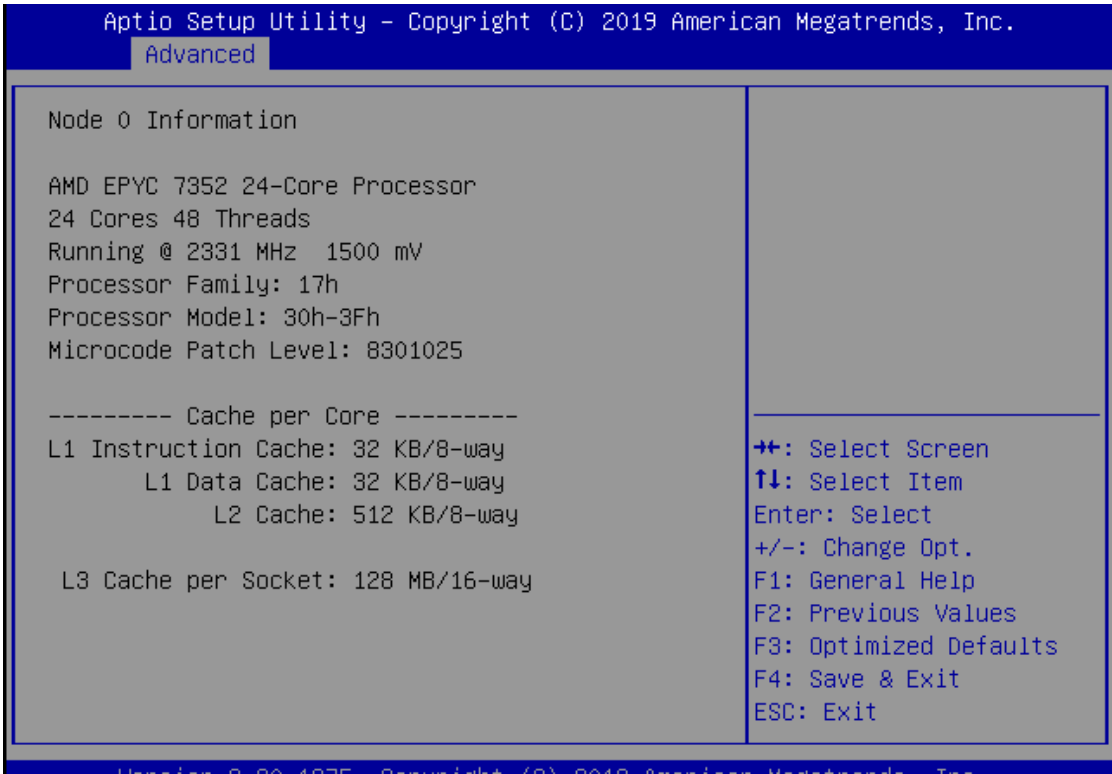 Aptio Setup Utility – Copyright (C) 2019 American Megatrends, Inc.
Advanced
Node 0 Information
AMD EPYC 7352 24-Core Processor
24 Cores 48 Threads
Running @ 2331 MHz 1500 mV
Processor Family: 17h
Processor Model: 30h-3Fh
Microcode Patch Level: 8301025
--------- Cache per Core ---------
L1 Instruction Cache: 32 KB/8-way
L1 Data Cache: 32 KB/8-way
L2 Cache: 512 KB/8-way
L3 Cache per Socket: 128 MB/16-way
→←: Select Screen
↑↓: Select Item
Enter: Select
+/-: Change Opt.
F1: General Help
F2: Previous Values
F3: Optimized Defaults
F4: Save & Exit
ESC: Exit